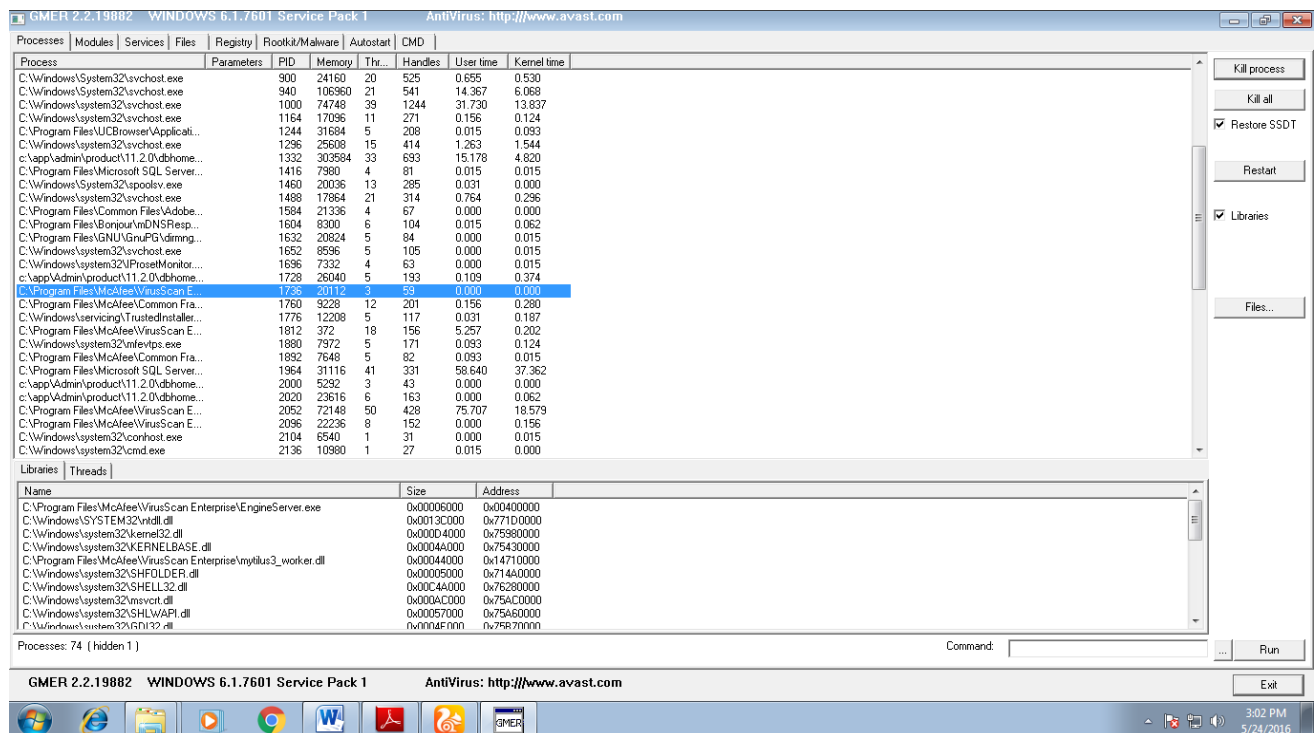 GMER 2.2.19882 WINDOWS 6.1.7601 Service Pack 1 AntiVirus: http:///www.avast.com
Processes Modules Services Files Registry Rootkit/Malware Autostart CMD
Process Parameters PID Memory Thr... Handles User time Kernel time
C:\Windows\System32\svchost.exe 900 24160 20 525 0.655 0.530
C:\Windows\System32\svchost.exe 940 106960 21 541 14.367 6.068
C:\Windows\system32\svchost.exe 1000 74748 39 1244 31.730 13.837
C:\Windows\system32\svchost.exe 1164 17096 11 271 0.156 0.124
C:\Program Files\UCBrowser\Applicati... 1244 31684 5 208 0.015 0.093
C:\Windows\system32\svchost.exe 1296 25608 15 414 1.263 1.544
c:\app\admin\product\11.2.0\dbhome... 1332 303584 33 693 15.178 4.820
C:\Program Files\Microsoft SQL Server... 1416 7980 4 81 0.015 0.015
C:\Windows\System32\spoolsv.exe 1460 20036 13 285 0.031 0.000
C:\Windows\system32\svchost.exe 1488 17864 21 314 0.764 0.296
C:\Program Files\Common Files\Adobe... 1584 21336 4 67 0.000 0.000
C:\Program Files\Bonjour\mDNSResp... 1604 8300 6 104 0.015 0.062
C:\Program Files\GNU\GnuPG\dirmng... 1632 20824 5 84 0.000 0.015
C:\Windows\system32\svchost.exe 1652 8596 5 105 0.000 0.015
C:\Windows\system32\IProsetMonitor.... 1696 7332 4 63 0.000 0.015
c:\app\Admin\product\11.2.0\dbhome... 1728 26040 5 193 0.109 0.374
C:\Program Files\McAfee\VirusScan E... 1736 20112 3 59 0.000 0.000
C:\Program Files\McAfee\Common Fra... 1760 9228 12 201 0.156 0.280
C:\Windows\servicing\TrustedInstaller... 1776 12208 5 117 0.031 0.187
C:\Program Files\McAfee\VirusScan E... 1812 372 18 156 5.257 0.202
C:\Windows\system32\mfevtps.exe 1880 7972 5 171 0.093 0.124
C:\Program Files\McAfee\Common Fra... 1892 7648 5 82 0.093 0.015
C:\Program Files\Microsoft SQL Server... 1964 31116 41 331 58.640 37.362
c:\app\Admin\product\11.2.0\dbhome... 2000 5292 3 43 0.000 0.000
c:\app\Admin\product\11.2.0\dbhome... 2020 23616 6 163 0.000 0.062
C:\Program Files\McAfee\VirusScan E... 2052 72148 50 428 75.707 18.579
C:\Program Files\McAfee\VirusScan E... 2096 22236 8 152 0.000 0.156
C:\Windows\system32\conhost.exe 2104 6540 1 31 0.000 0.015
C:\Windows\system32\cmd.exe 2136 10980 1 27 0.015 0.000
Kill process
Kill all
Restore SSDT
Restart
Libraries
Files...
Libraries Threads
Name Size Address
C:\Program Files\McAfee\VirusScan Enterprise\EngineServer.exe 0x00006000 0x00400000
C:\Windows\SYSTEM32\ntdll.dll 0x0013C000 0x771D0000
C:\Windows\system32\kernel32.dll 0x000D4000 0x75980000
C:\Windows\system32\KERNELBASE.dll 0x0004A000 0x75430000
C:\Program Files\McAfee\VirusScan Enterprise\mytilus3_worker.dll 0x00044000 0x14710000
C:\Windows\system32\SHFOLDER.dll 0x00005000 0x714A0000
C:\Windows\system32\SHELL32.dll 0x00C4A000 0x76280000
C:\Windows\system32\msvcrt.dll 0x000AC000 0x75AC0000
C:\Windows\system32\SHLWAPI.dll 0x00057000 0x75A60000
C:\Windows\system32\GDI32.dll 0x0004E000 0x75B70000
Processes: 74 ( hidden 1 ) Command: ... Run
GMER 2.2.19882 WINDOWS 6.1.7601 Service Pack 1 AntiVirus: http:///www.avast.com Exit
GMER
3:02 PM
5/24/2016